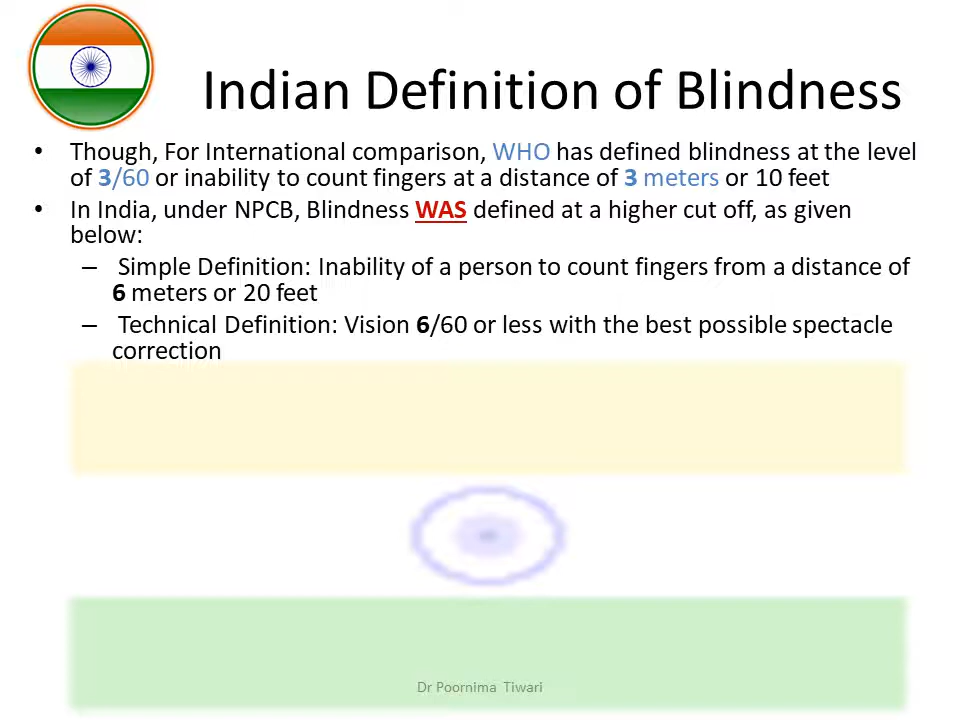 Indian Definition of Blindness
• Though, For International comparison, WHO has defined blindness at the level
of 3/60 or inability to count fingers at a distance of 3 meters or 10 feet
• In India, under NPCB, Blindness WAS defined at a higher cut off, as given
below:
– Simple Definition: Inability of a person to count fingers from a distance of
6 meters or 20 feet
– Technical Definition: Vision 6/60 or less with the best possible spectacle
correction
Dr Poornima Tiwari